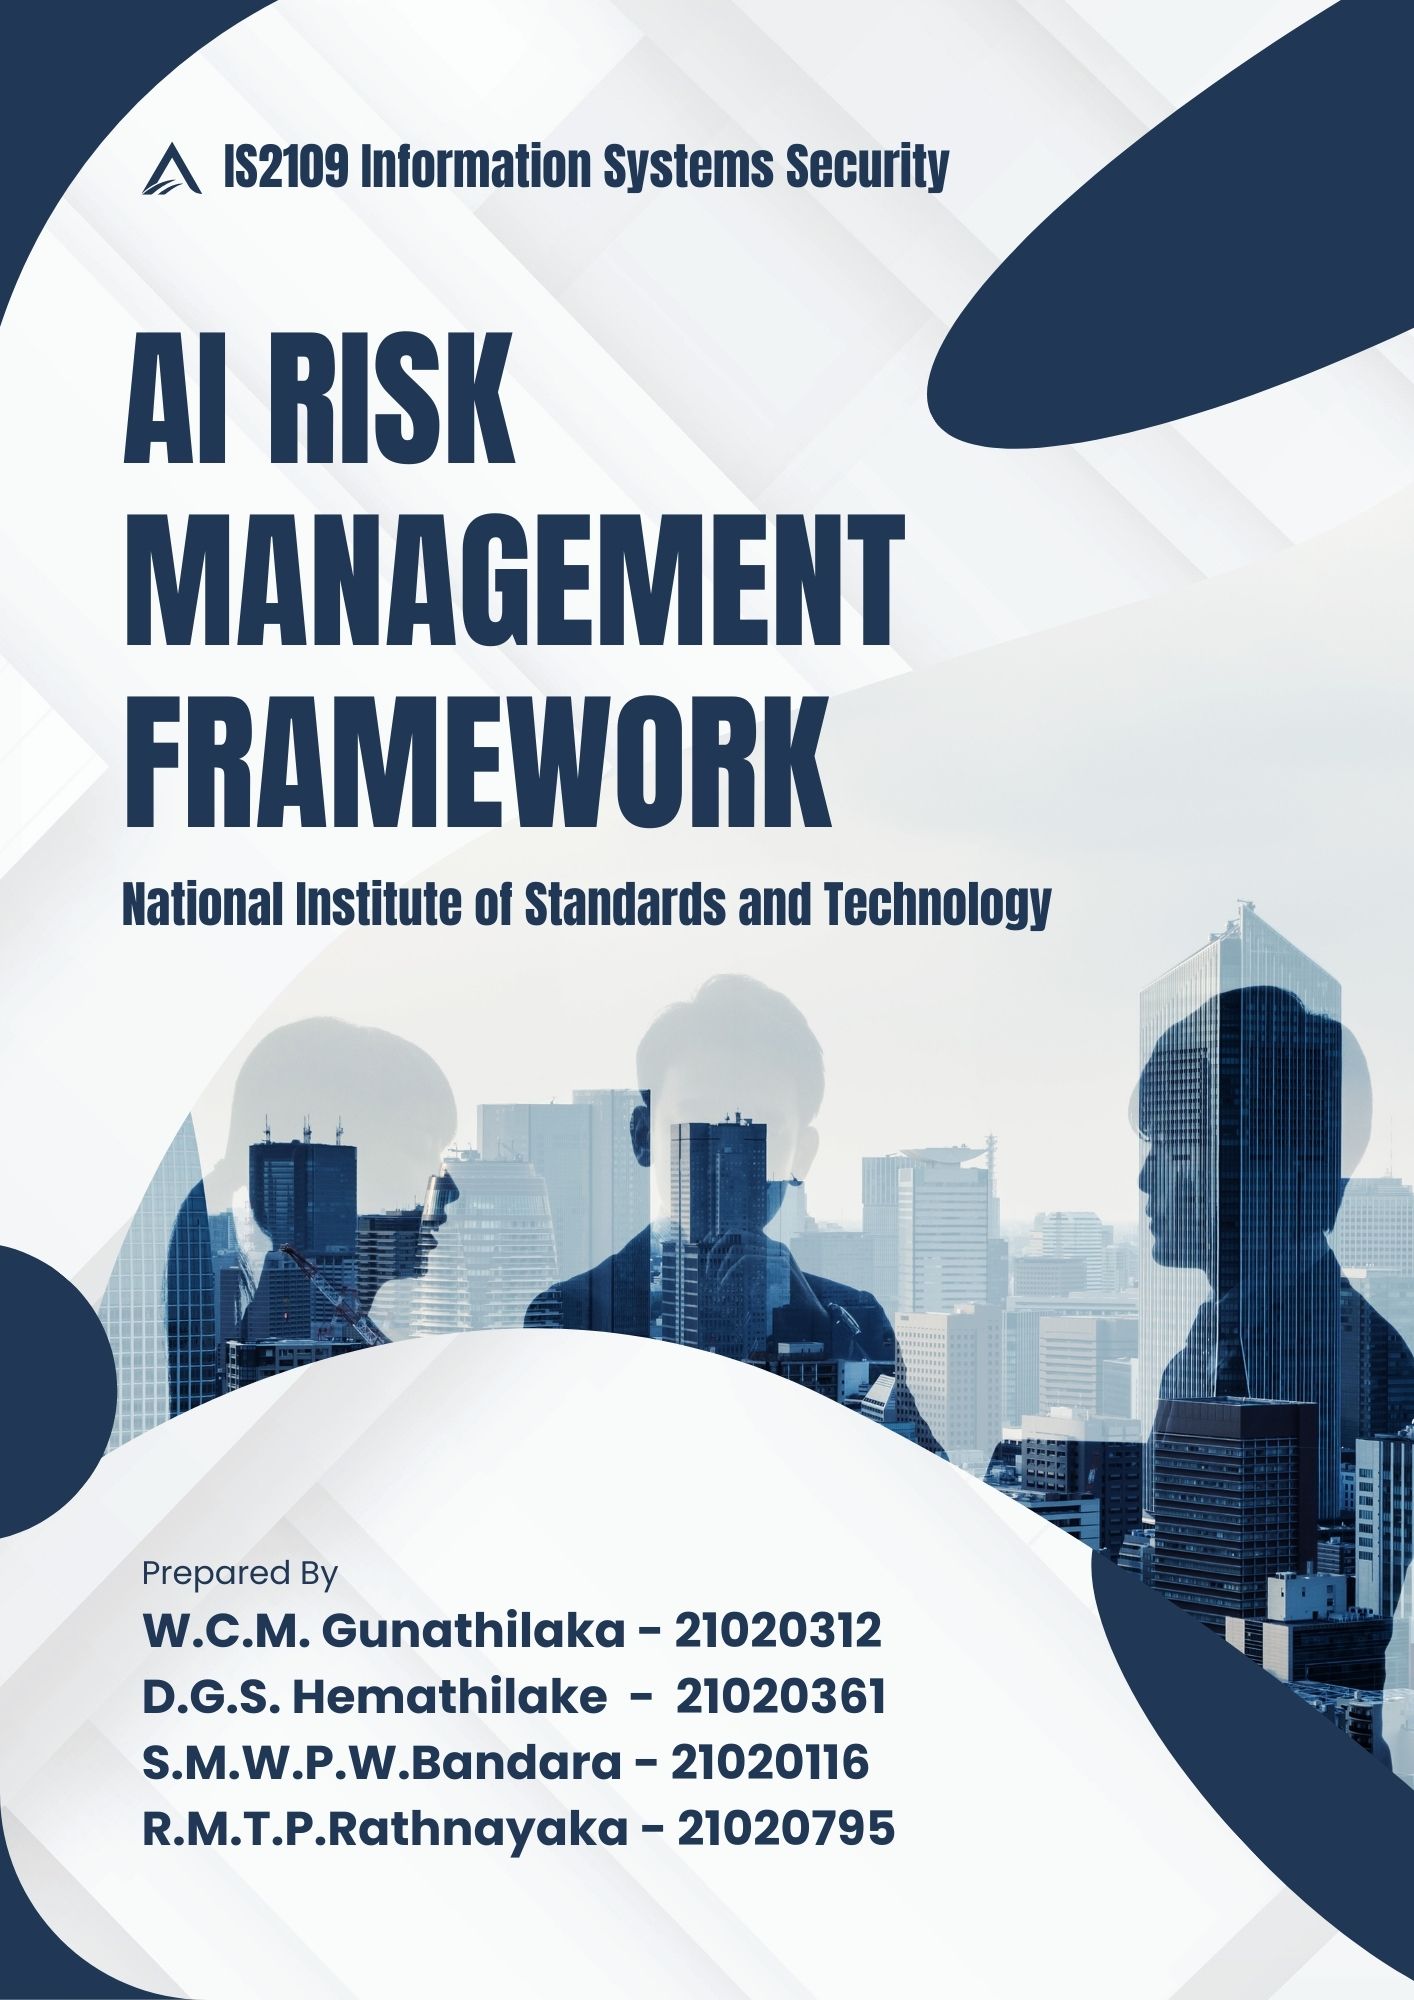 IS2109 Information Systems Security
AI RISK
MANAGEMENT
FRAMEWORK
National Institute of Standards and Technology
Prepared By
W.C.M. Gunathilaka - 21020312
D.G.S. Hemathilake - 21020361
S.M.W.P.W.Bandara - 21020116
R.M.T.P.Rathnayaka - 21020795